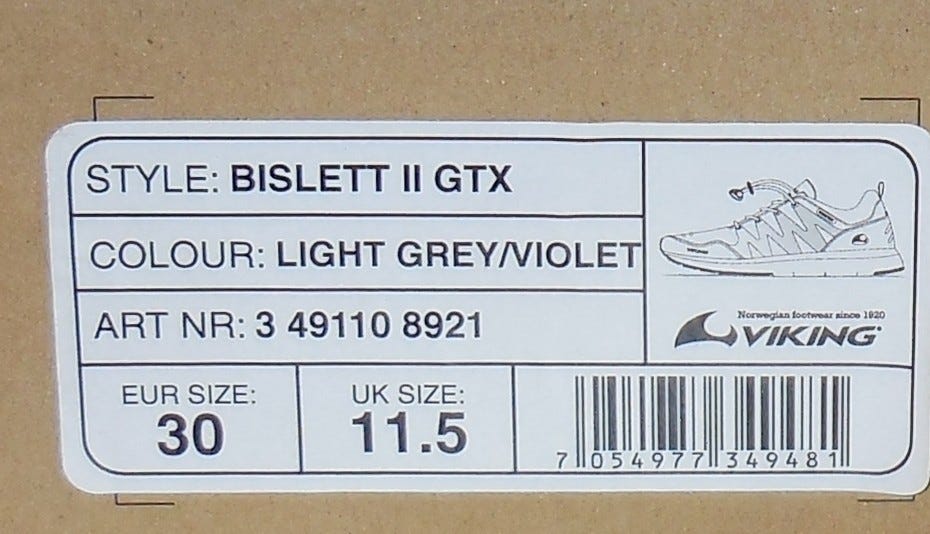 STYLE: BISLETT II GTX
COLOUR: LIGHT GREY/VIOLET
ART NR: 3 49110 8921
Norwegian footwear since 1920
VIKING
EUR SIZE:
30
UK SIZE:
11.5
7 054977 349481